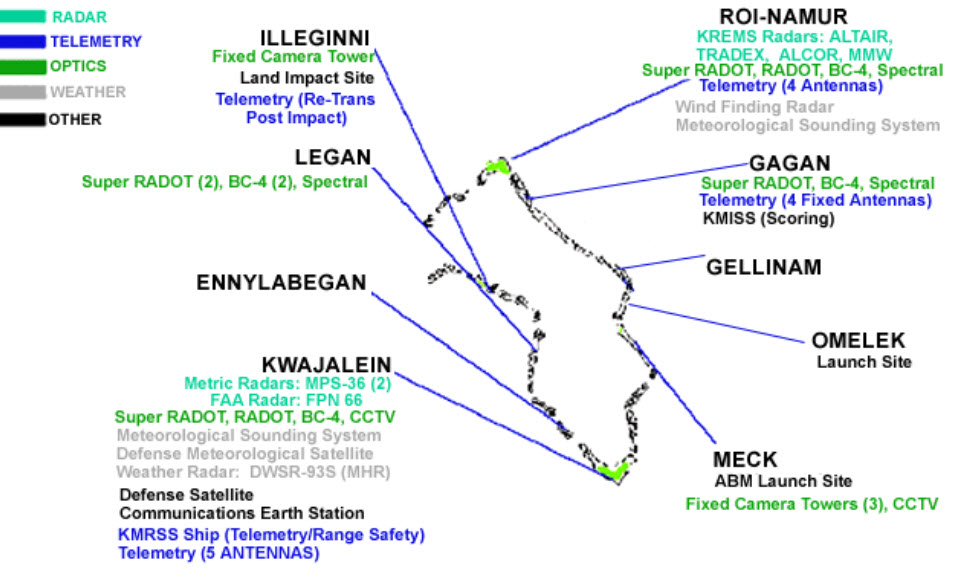 RADAR
TELEMETRY
OPTICS
WEATHER
OTHER
ILLEGINNI
Fixed Camera Tower
Land Impact Site
Telemetry (Re-Trans
Post Impact)
LEGAN
Super RADOT (2), BC-4 (2), Spectral
ENNYLABEGAN
KWAJALEIN
Metric Radars: MPS-36 (2)
FAA Radar: FPN 66
Super RADOT, RADOT, BC-4, CCTV
Meteorological Sounding System
Defense Meteorological Satellite
Weather Radar: DWSR-93S (MHR)
Defense Satellite
Communications Earth Station
KMRSS Ship (Telemetry/Range Safety)
Telemetry (5 ANTENNAS)
ROI-NAMUR
KREMS Radars: ALTAIR,
TRADEX, ALCOR, MMW
Super RADOT, RADOT, BC-4, Spectral
Telemetry (4 Antennas)
Wind Finding Radar
Meteorological Sounding System
GAGAN
Super RADOT, BC-4, Spectral
Telemetry (4 Fixed Antennas)
KMISS (Scoring)
GELLINAM
OMELEK
Launch Site
MECK
ABM Launch Site
Fixed Camera Towers (3), CCTV